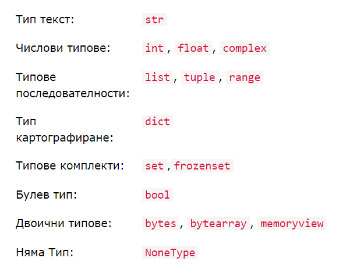 Тип текст: str
Числови типове: int, float, complex
Типове list, tuple, range
последователности:
Тип dict
картографиране:
Типове комплекти: set,frozenset
Булев тип: bool
Двоични типове: bytes, bytearray, memoryview
Няма Тип: NoneType